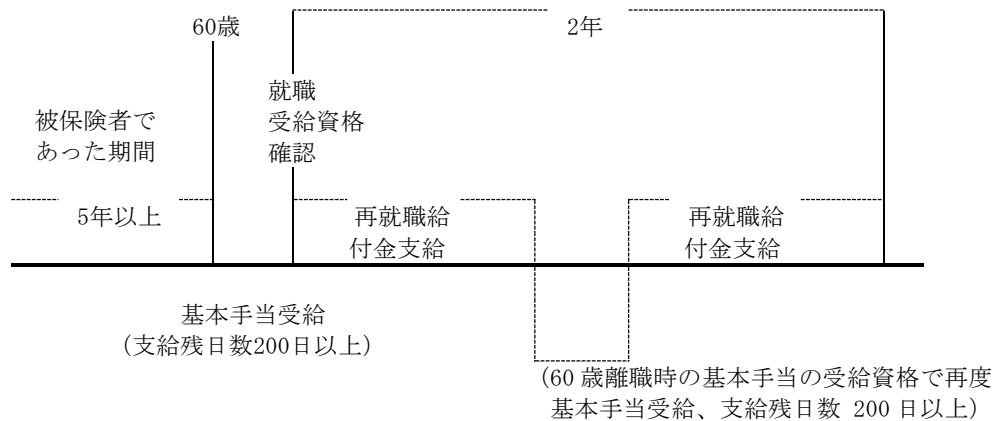 60歳
2年
就職
受給資格
確認
被保険者で
あった期間
5年以上
再就職給
付金支給
再就職給
付金支給
基本手当受給
(支給残日数200日以上)
(60 歳離職時の基本手当の受給資格で再度
基本手当受給、支給残日数 200 日以上)